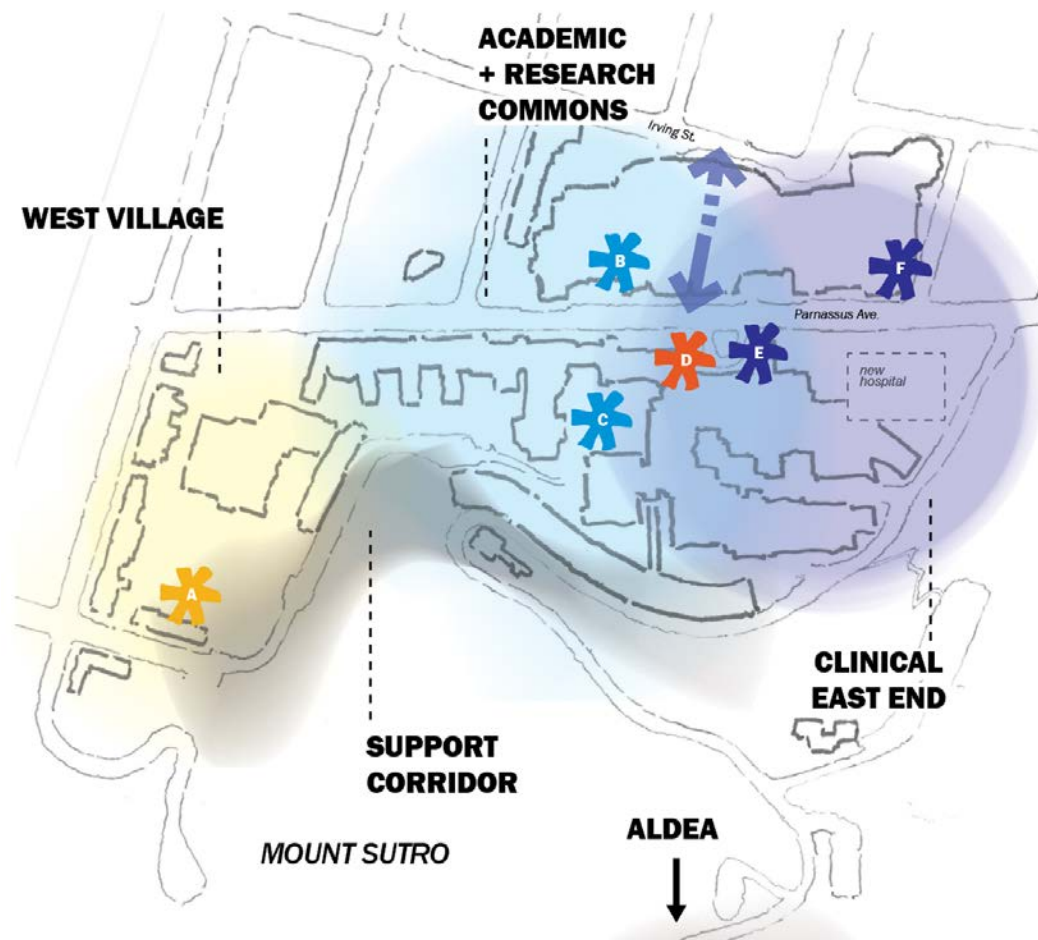 ACADEMIC
+ RESEARCH
COMMONS
Irving St.
WEST VILLAGE
B
F
Parnassus Ave.
D
E
new
hospital
C
A
CLINICAL
EAST END
SUPPORT
CORRIDOR
ALDEA
MOUNT SUTRO